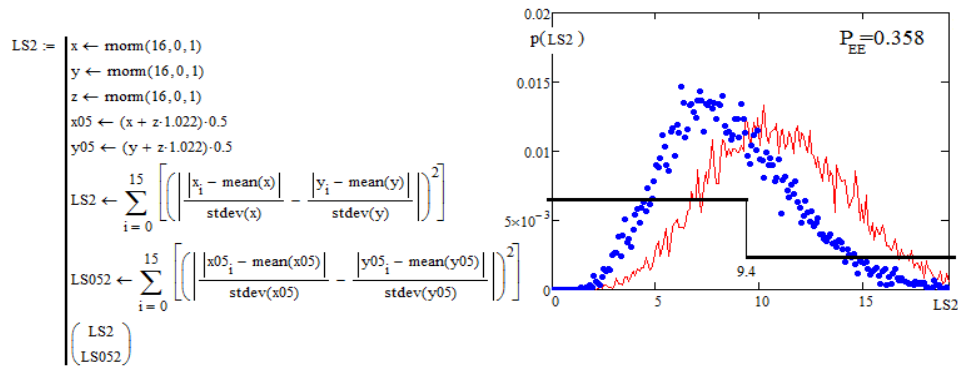 LS2 := x ← rnorm(16,0,1)
y ← rnorm(16,0,1)
z ← rnorm(16,0,1)
x05 ← (x + z·1.022)·0.5
y05 ← (y + z·1.022)·0.5
LS2 ← ∑_{i = 0}^{15} [(| |x_i − mean(x)| / stdev(x) − |y_i − mean(y)| / stdev(y) |)^2]
LS052 ← ∑_{i = 0}^{15} [(| |x05_i − mean(x05)| / stdev(x05) − |y05_i − mean(y05)| / stdev(y05) |)^2]
(LS2
LS052)
0.02
p(LS2)
P_EE=0.358
0.015
0.01
5×10^−3
0
9.4
0 5 10 15 LS2